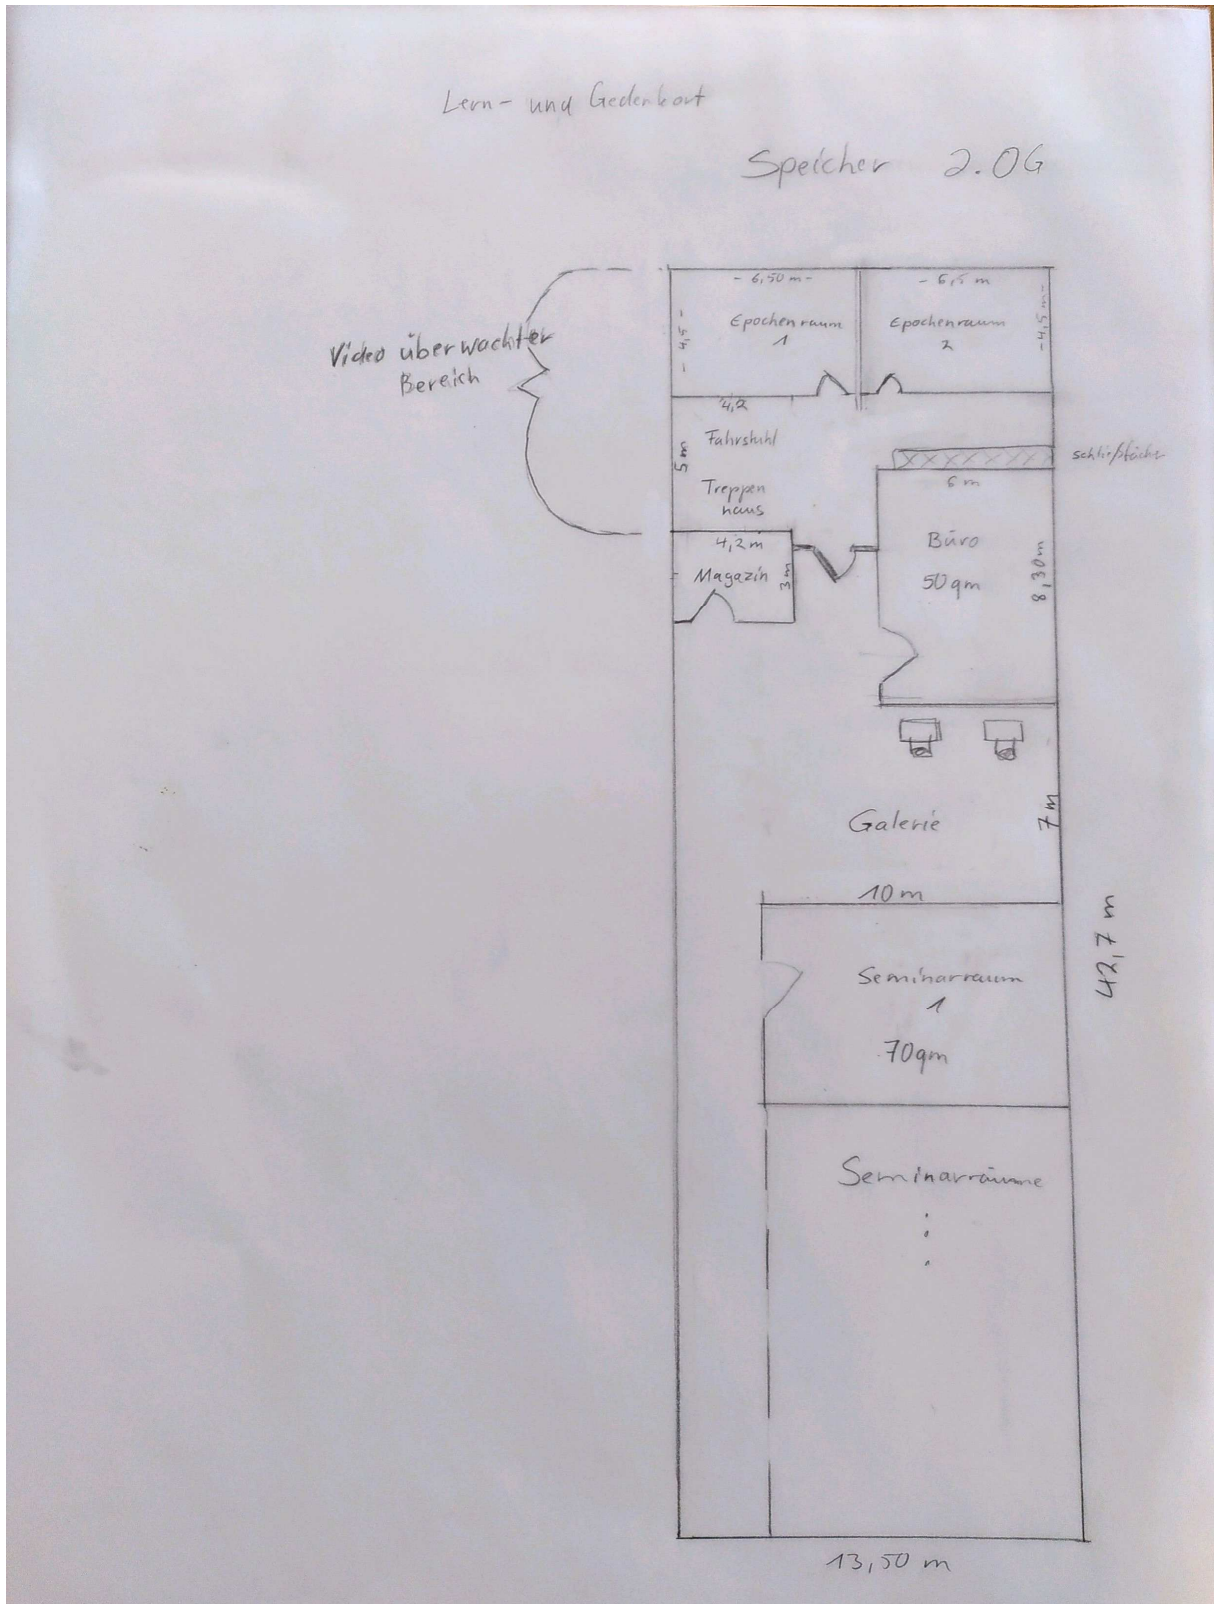 Lern- und Gedenkort
Speicher 2.OG
- 6,50 m -
- 6,5 m
- 4,5 -
Epochenraum
1
Epochenraum
2
- 4,5 m -
Video überwachter
Bereich
4,2
Fahrstuhl
5 m
Treppen
haus
schließfächer
6 m
Büro
50 qm
8,30 m
4,2 m
Magazin
3 m
Galerie
7 m
10 m
42,7 m
Seminarraum
1
70 qm
Seminarräume
13,50 m